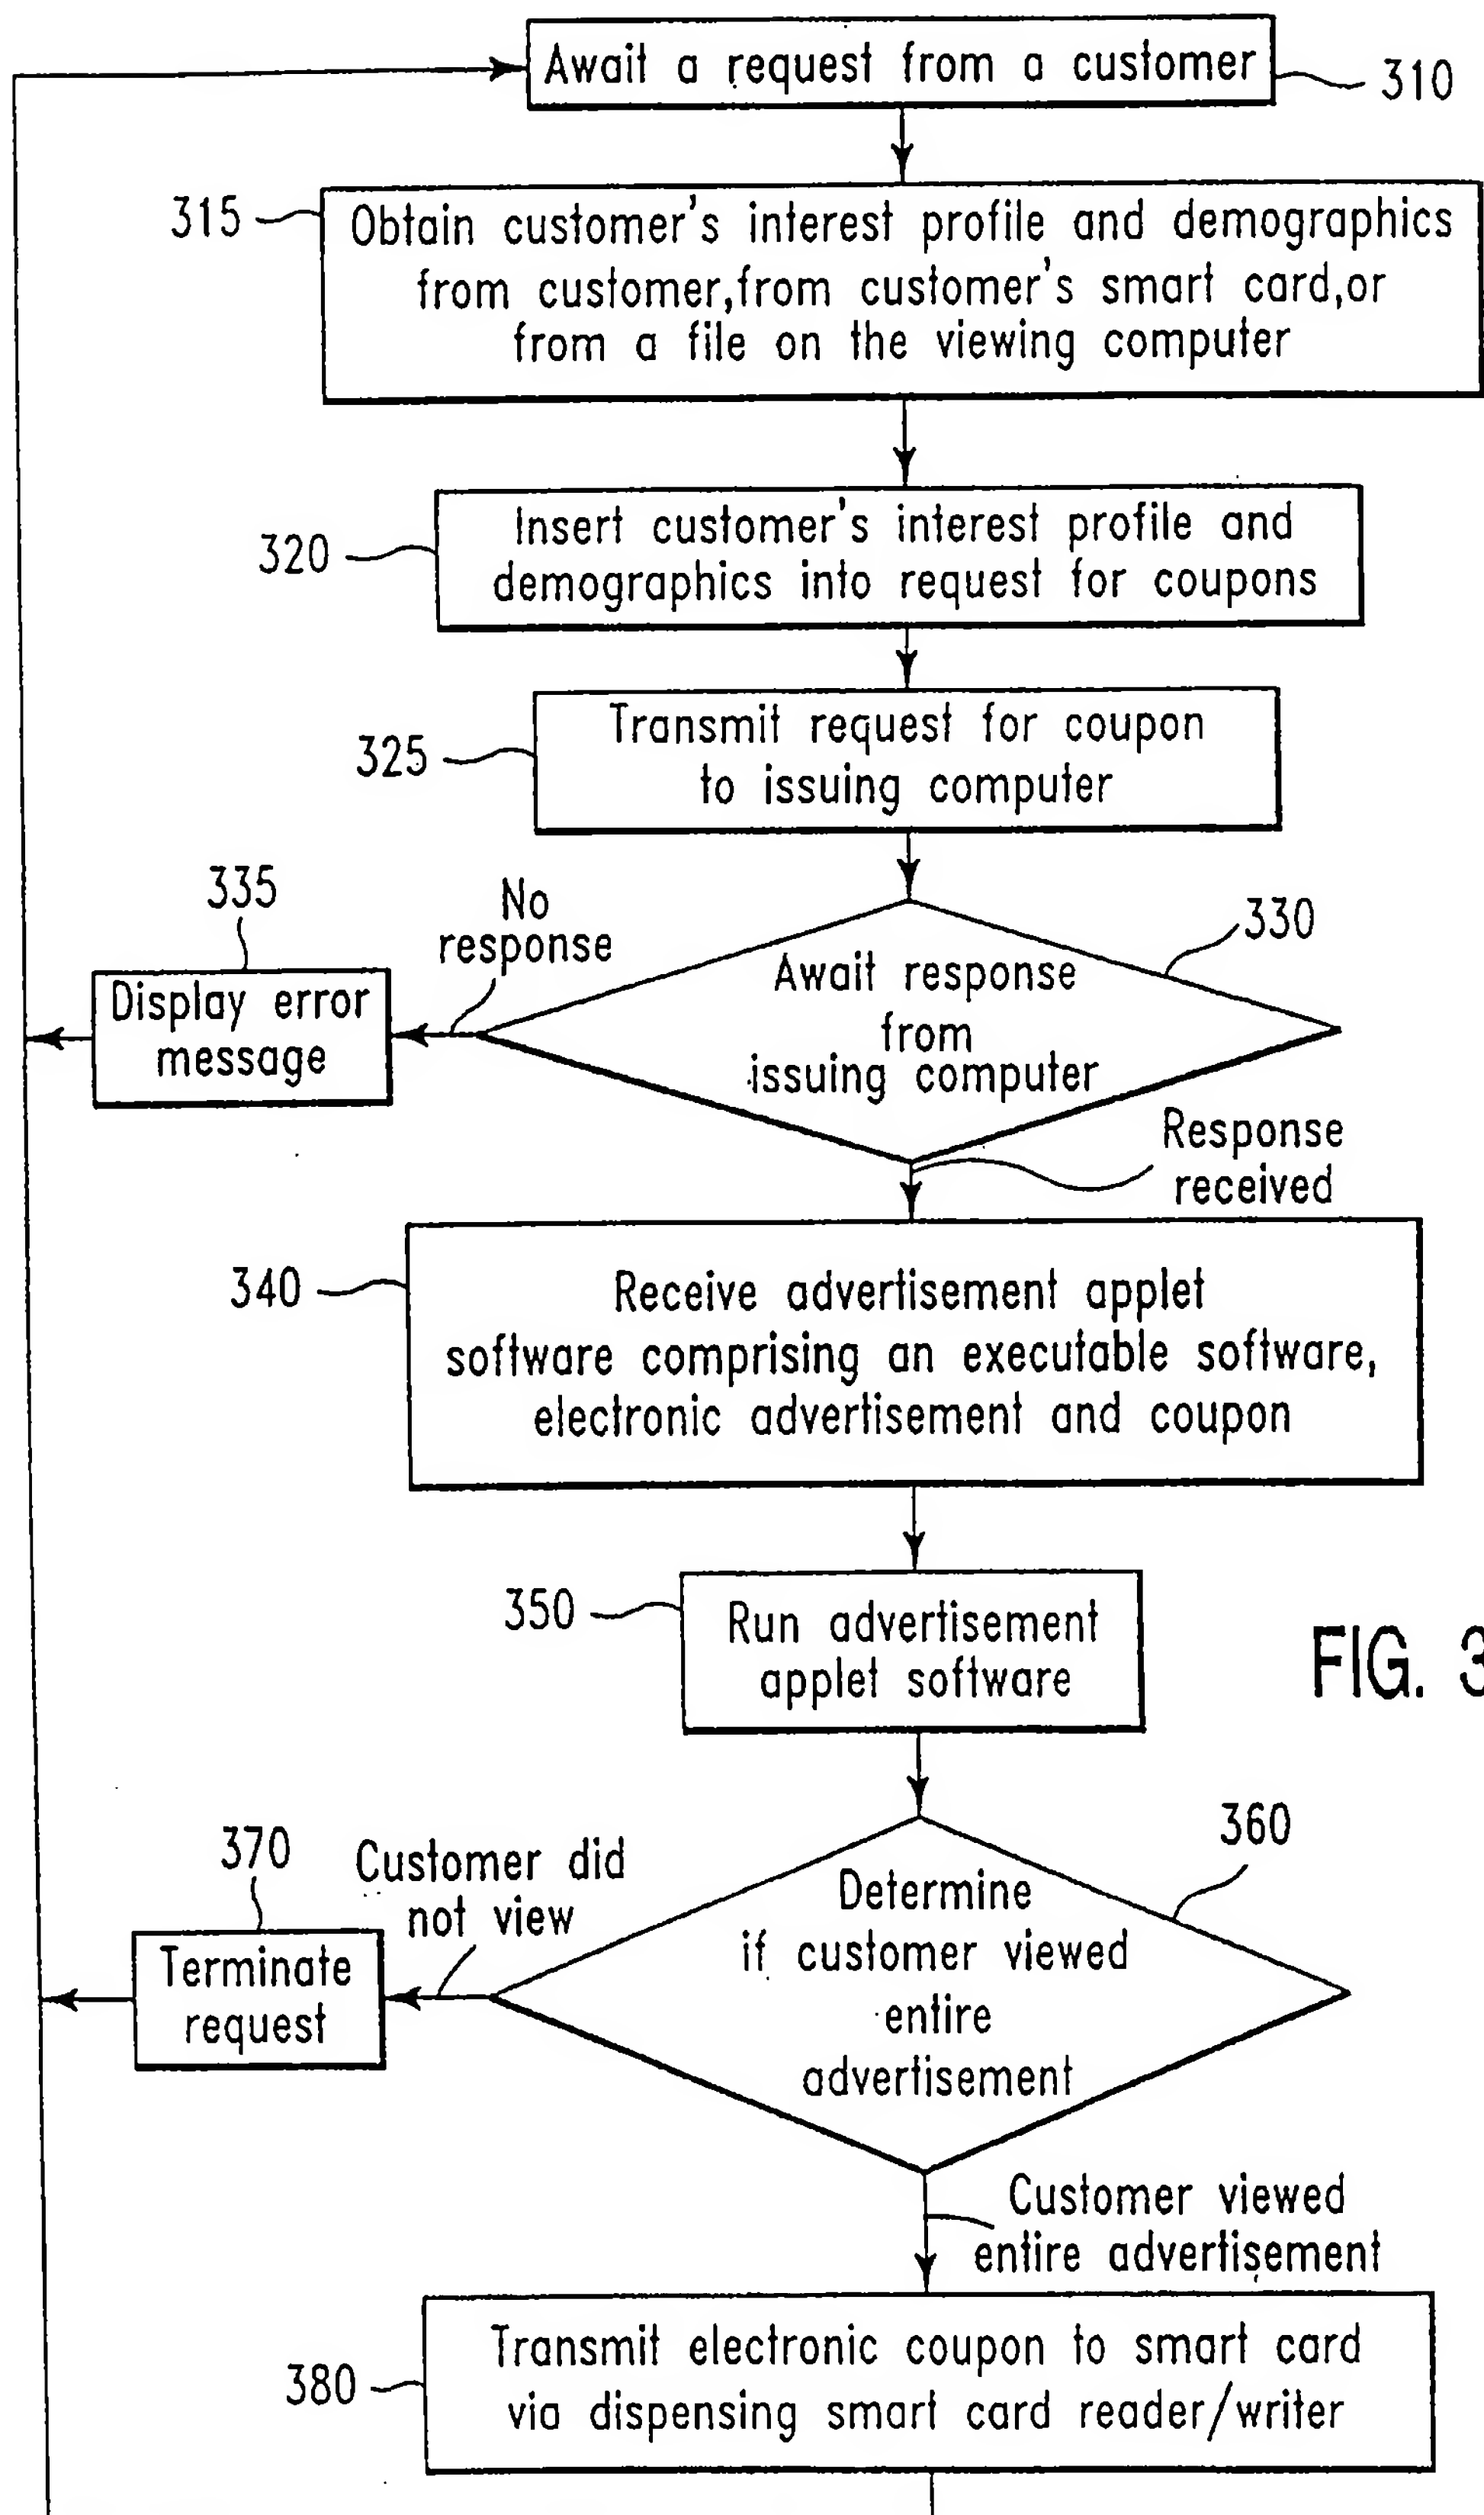 Await a request from a customer
310
315
Obtain customer's interest profile and demographics
from customer,from customer's smart card,or
from a file on the viewing computer
320
Insert customer's interest profile and
demographics into request for coupons
325
Transmit request for coupon
to issuing computer
335
No
response
330
Display error
message
Await response
from
issuing computer
Response
received
340
Receive advertisement applet
software comprising an executable software,
electronic advertisement and coupon
350
Run advertisement
applet software
FIG. 3
370
Customer did
not view
360
Terminate
request
Determine
if customer viewed
entire
advertisement
Customer viewed
entire advertisement
380
Transmit electronic coupon to smart card
via dispensing smart card reader/writer